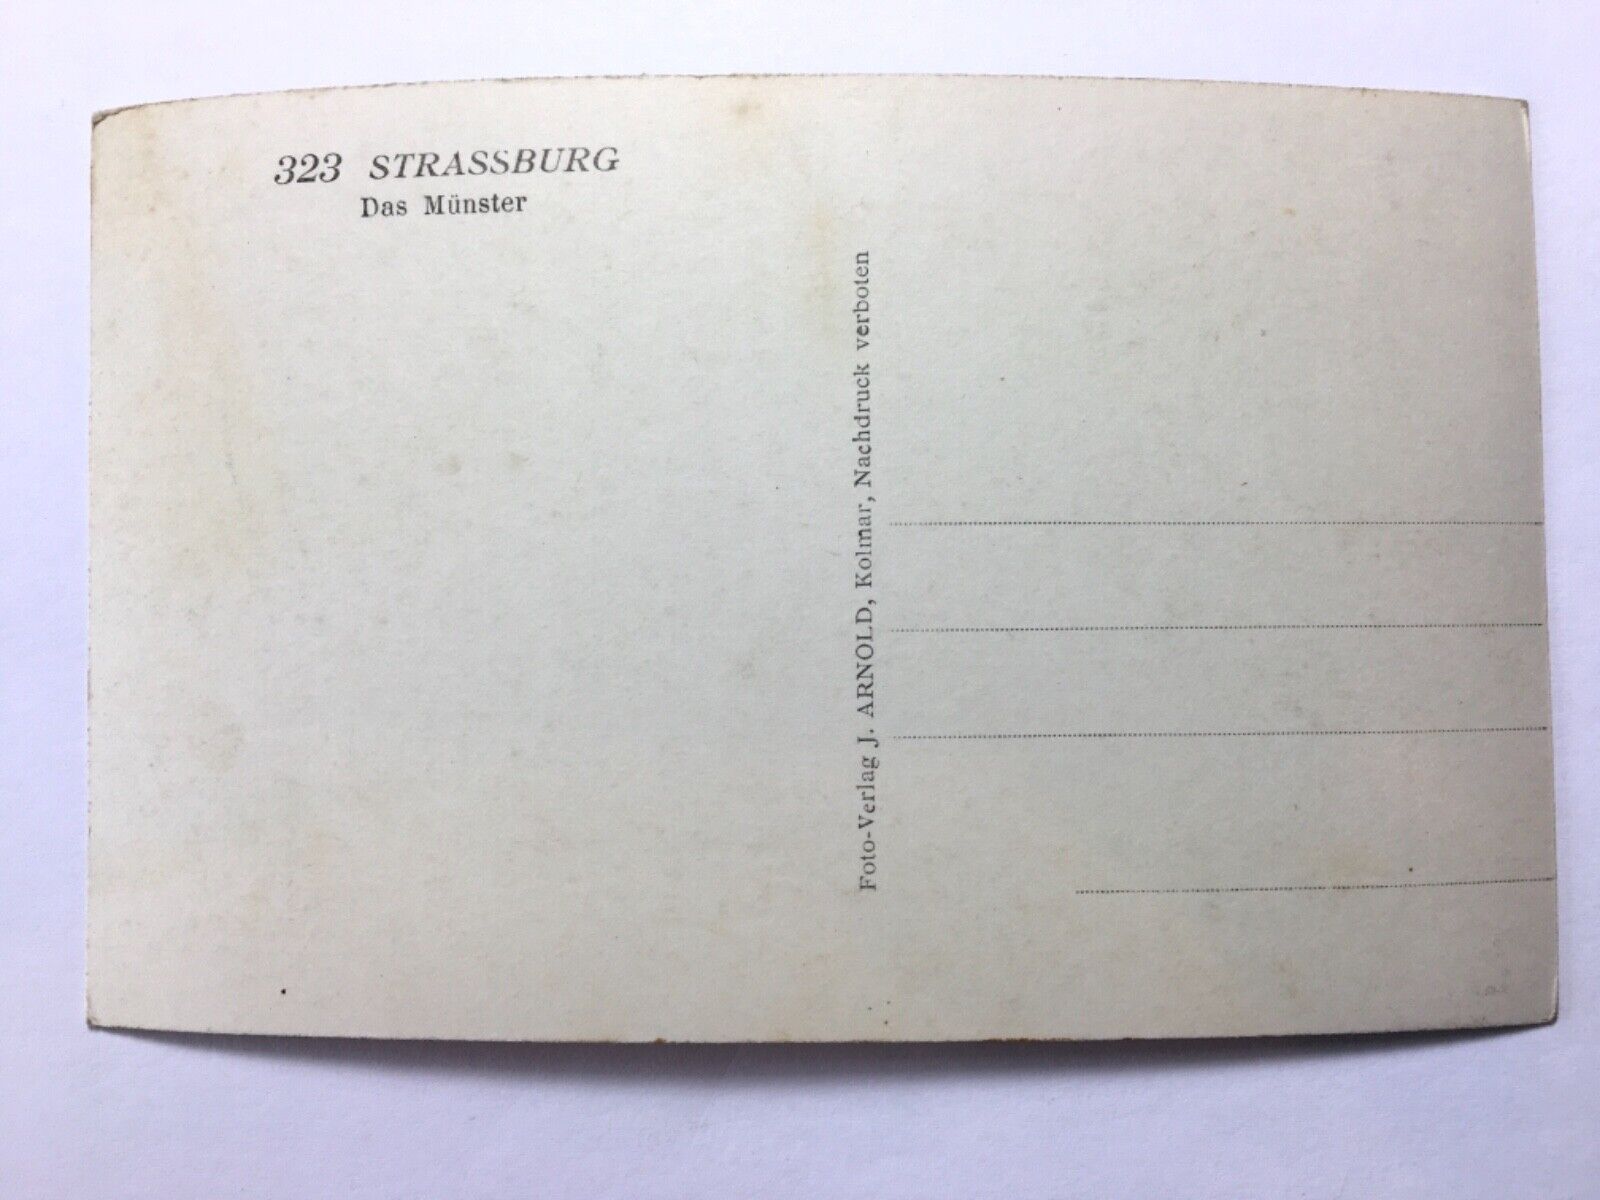 323 STRASSBURG
Das Münster
Foto-Verlag J. ARNOLD, Kolmar, Nachdruck verboten